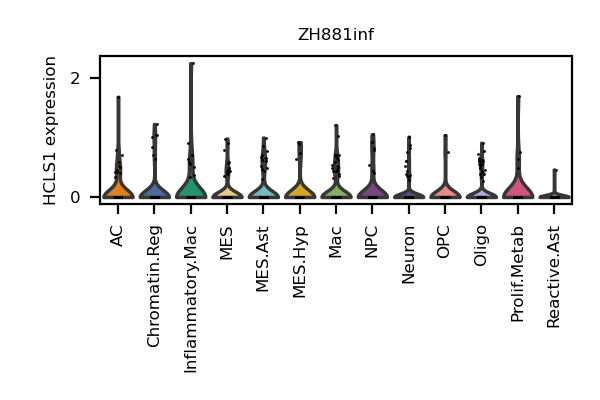 ZH881inf
HCLS1 expression
2
0
AC
Chromatin.Reg
Inflammatory.Mac
MES
MES.Ast
MES.Hyp
Mac
NPC
Neuron
OPC
Oligo
Prolif.Metab
Reactive.Ast